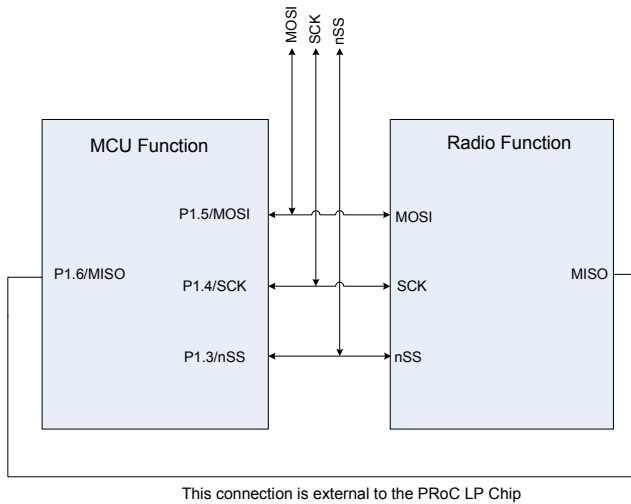 MOSI
SCK
nSS
MCU Function
Radio Function
P1.5/MOSI
MOSI
P1.6/MISO
P1.4/SCK
SCK
MISO
P1.3/nSS
nSS
This connection is external to the PRoC LP Chip